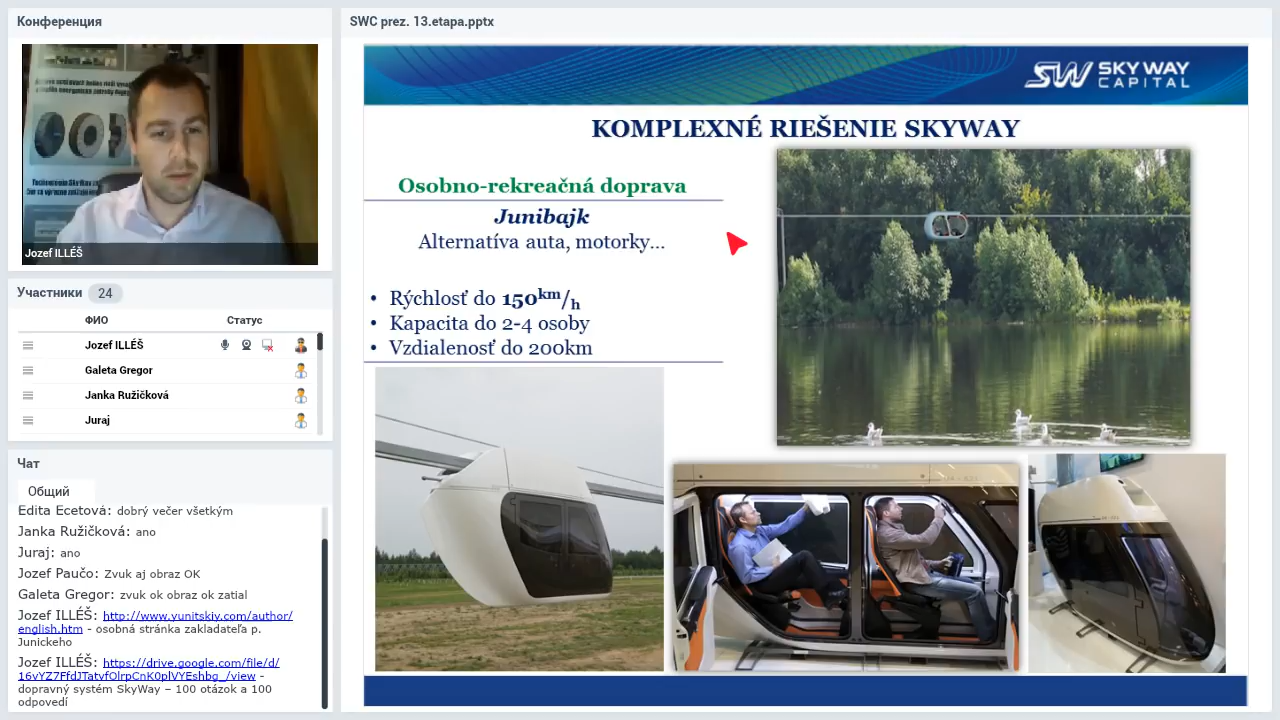 Конференция
Jozef ILLÉŠ
Участники 24
ФИО Статус
Jozef ILLÉŠ
Galeta Gregor
Janka Ružičková
Juraj
Чат
Общий
Edita Ecetová: dobrý večer všetkým
Janka Ružičková: ano
Juraj: ano
Jozef Paučo: Zvuk aj obraz OK
Galeta Gregor: zvuk ok obraz ok zatial
Jozef ILLÉŠ: http://www.yunitskiy.com/author/
english.htm - osobná stránka zakladateľa p.
Junickeho
Jozef ILLÉŠ: https://drive.google.com/file/d/
16vYZ7FfdJTatyfOlrpCnK0plVYEshbg_/view -
dopravný systém SkyWay – 100 otázok a 100
odpovedí
SWC prez. 13.etapa.pptx
SW SKY WAY
CAPITAL
KOMPLEXNÉ RIEŠENIE SKYWAY
Osobno-rekreačná doprava
Junibajk
Alternatíva auta, motorky...
• Rýchlosť do 150km/h
• Kapacita do 2-4 osoby
• Vzdialenosť do 200km